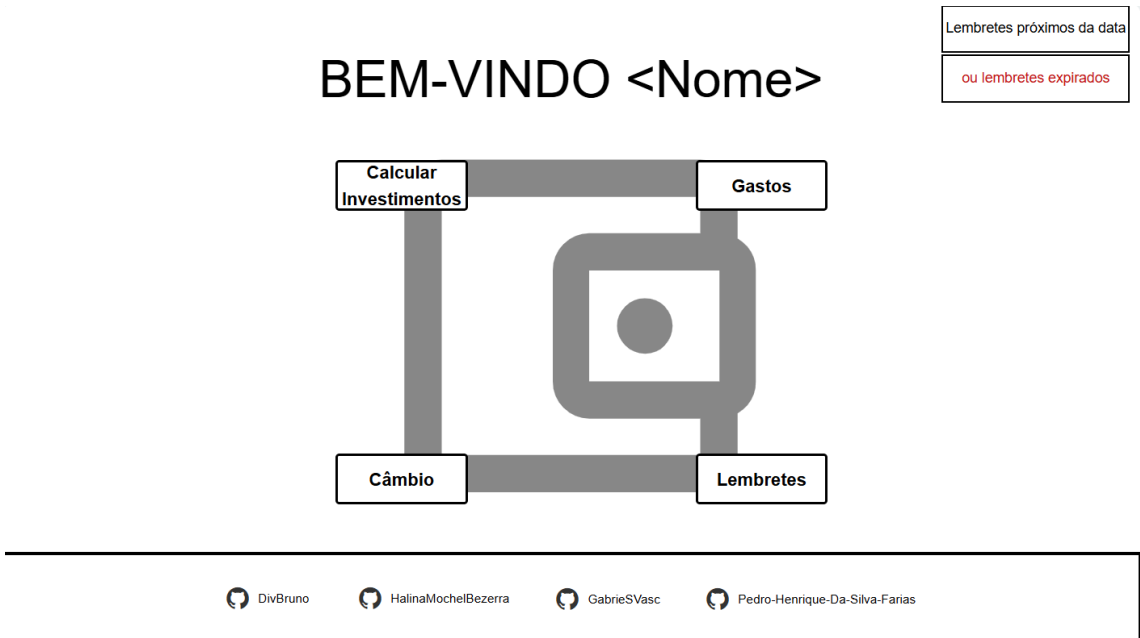 Lembretes próximos da data
ou lembretes expirados
BEM-VINDO <Nome>
Calcular
Investimentos
Gastos
Câmbio
Lembretes
DivBruno
HalinaMochelBezerra
GabrieSVasc
Pedro-Henrique-Da-Silva-Farias